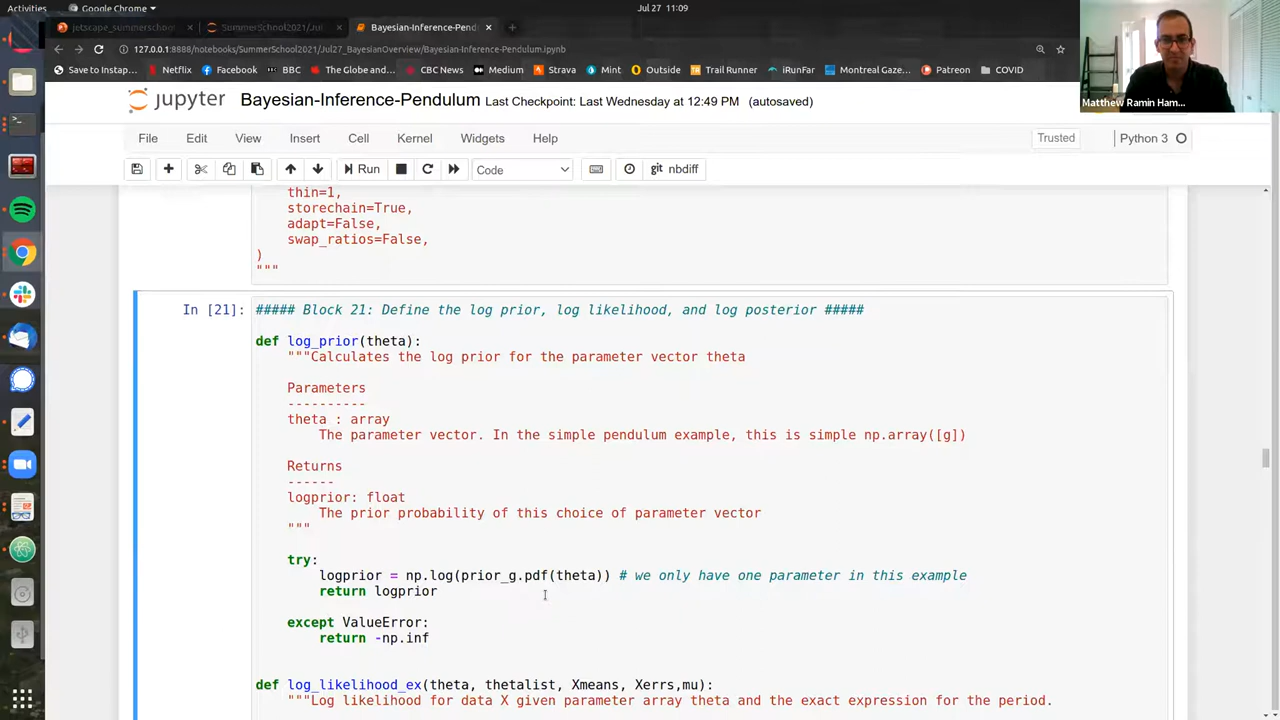 Activities
Google Chrome
Jul 27 11:09
jetscape_summerschool
SummerSchool2021/Jul
Bayesian-Inference-Pend
127.0.0.1:8888/notebooks/SummerSchool2021/Jul27_BayesianOverview/Bayesian-Inference-Pendulum.ipynb
Save to Instap... Netflix Facebook BBC The Globe and... CBC News Medium Strava Mint Outside Trail Runner iRunFar Montreal Gaze... Patreon COVID
Matthew Ramin Ham...
jupyter Bayesian-Inference-Pendulum Last Checkpoint: Last Wednesday at 12:49 PM (autosaved)
File Edit View Insert Cell Kernel Widgets Help
Trusted Python 3
Run Code git nbdiff
thin=1,
storechain=True,
adapt=False,
swap_ratios=False,
)
"""
In [21]: ##### Block 21: Define the log prior, log likelihood, and log posterior #####
def log_prior(theta):
"""Calculates the log prior for the parameter vector theta
Parameters
----------
theta : array
The parameter vector. In the simple pendulum example, this is simple np.array([g])
Returns
------
logprior: float
The prior probability of this choice of parameter vector
"""
try:
logprior = np.log(prior_g.pdf(theta)) # we only have one parameter in this example
return logprior
except ValueError:
return -np.inf
def log_likelihood_ex(theta, thetalist, Xmeans, Xerrs,mu):
"""Log likelihood for data X given parameter array theta and the exact expression for the period.